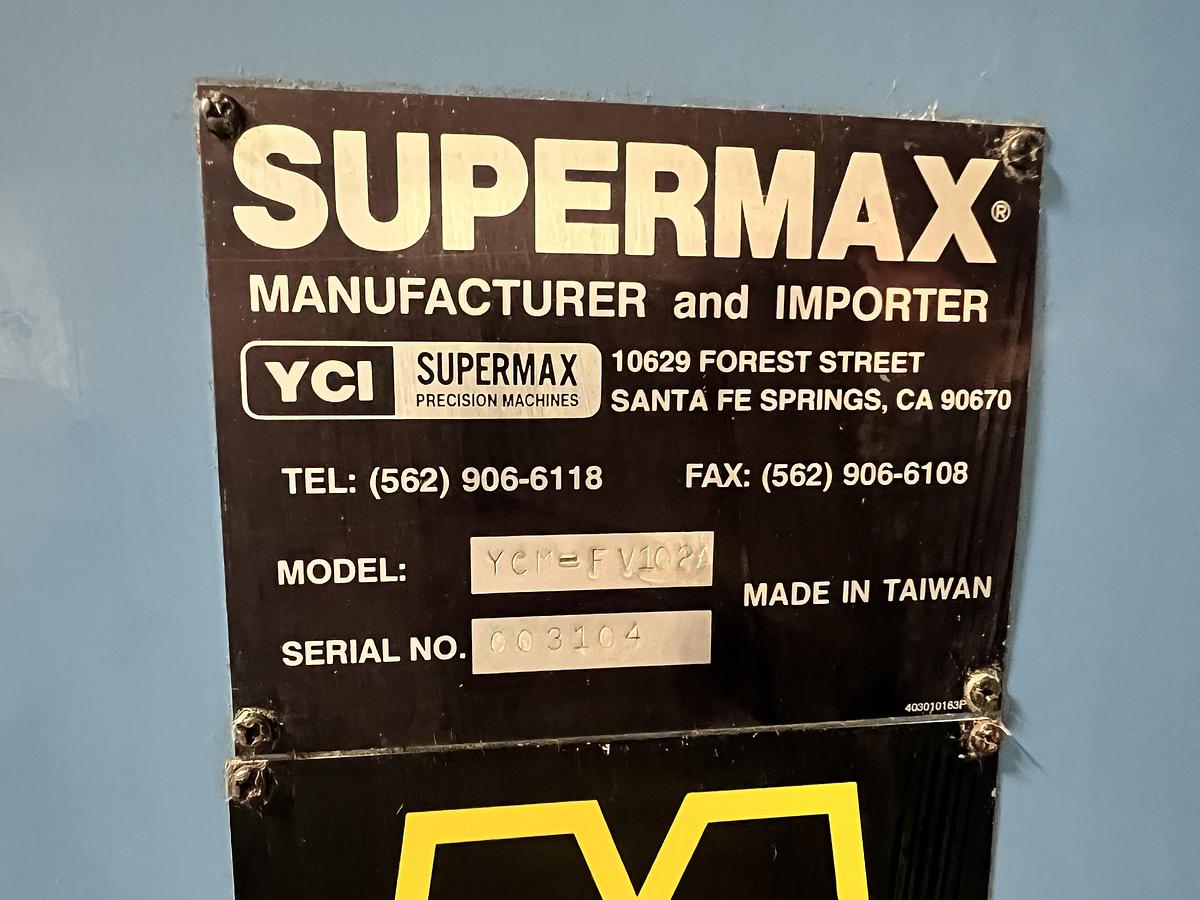 SUPERMAX®
MANUFACTURER and IMPORTER
YCI SUPERMAX PRECISION MACHINES
10629 FOREST STREET
SANTA FE SPRINGS, CA 90670
TEL: (562) 906-6118 FAX: (562) 906-6108
MODEL: YCM-FV102A
MADE IN TAIWAN
SERIAL NO. 003104
403010163P